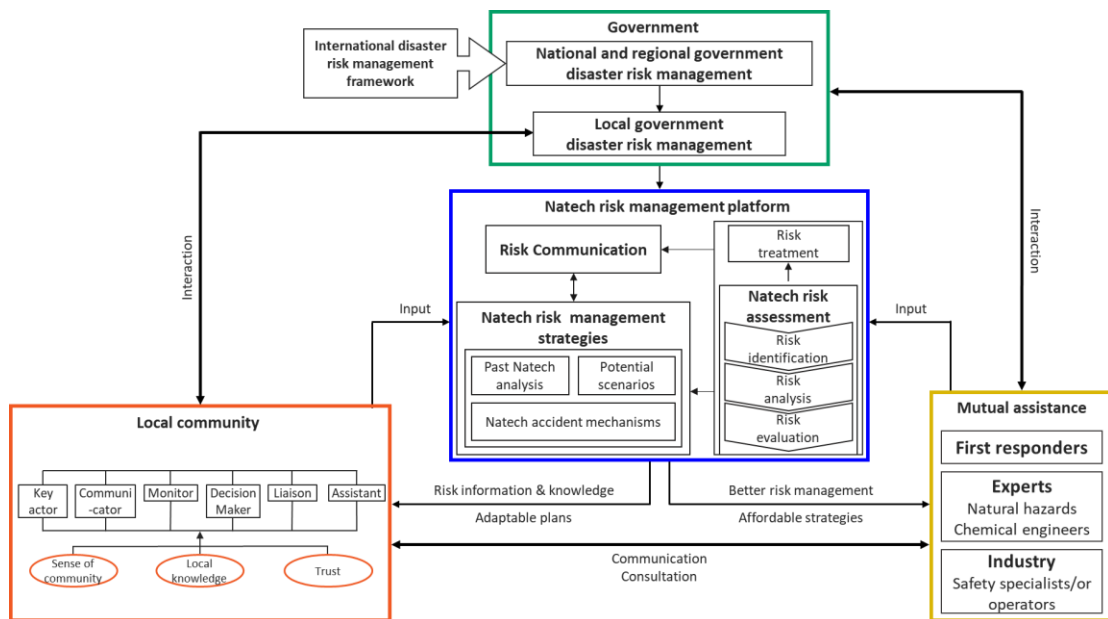 Government
International disaster
risk management
framework
National and regional government
disaster risk management
Local government
disaster risk management
Interaction
Interaction
Natech risk management platform
Risk Communication
Risk
treatment
Natech risk management
strategies
Past Natech
analysis
Potential
scenarios
Natech accident mechanisms
Natech risk
assessment
Risk
identification
Risk
analysis
Risk
evaluation
Input
Input
Local community
Key
actor
Communi
-cator
Monitor
Decision
Maker
Liaison
Assistant
Sense of
community
Local
knowledge
Trust
Risk information & knowledge
Adaptable plans
Better risk management
Affordable strategies
Communication
Consultation
Mutual assistance
First responders
Experts
Natural hazards
Chemical engineers
Industry
Safety specialists/or
operators